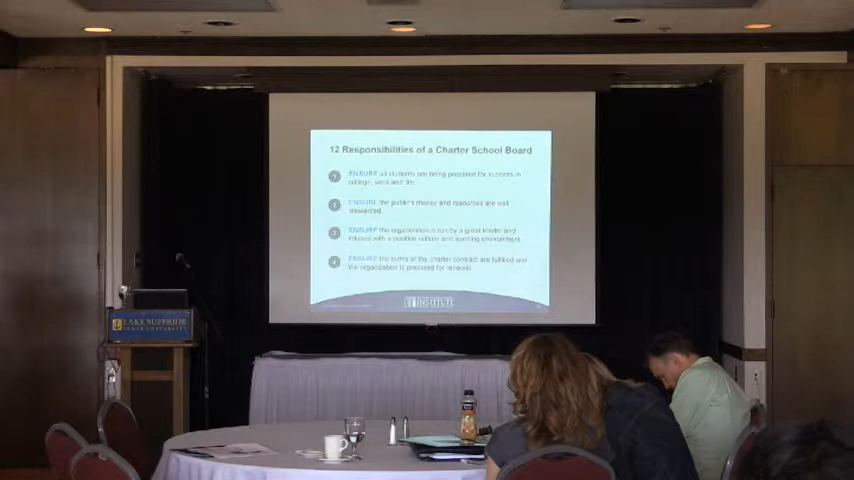 12 Responsibilities of a Charter School Board
1
ENSURE all students are being prepared for success in
college, work and life.
2
ENSURE the public's money and resources are well
stewarded.
3
ENSURE the organization is run by a great leader and
infused with a positive culture and learning environment.
4
ENSURE the terms of the charter contract are fulfilled and
the organization is prepared for renewal.
INSTITUTE
LAKE SUPERIOR
STATE UNIVERSITY